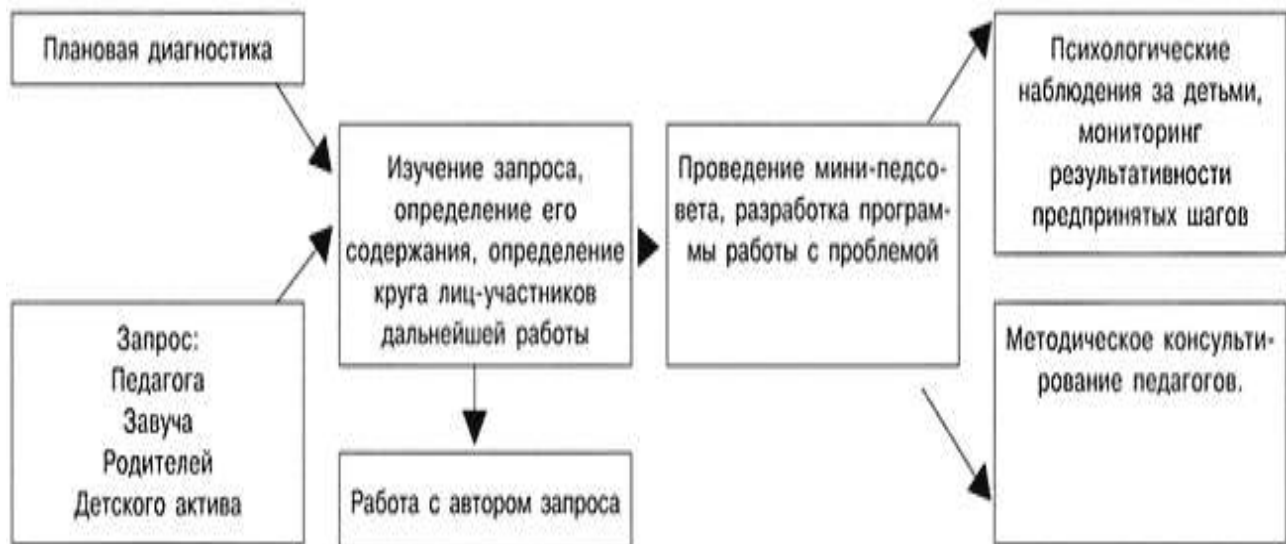 Плановая диагностика
Запрос:
Педагога
Завуча
Родителей
Детского актива
Изучение запроса,
определение его
содержания, определение
круга лиц-участников
дальнейшей работы
Работа с автором запроса
Проведение мини-педсо-
вета, разработка програм-
мы работы с проблемой
Психологические
наблюдения за детьми,
мониторинг
результативности
предпринятых шагов
Методическое консульти-
рование педагогов.